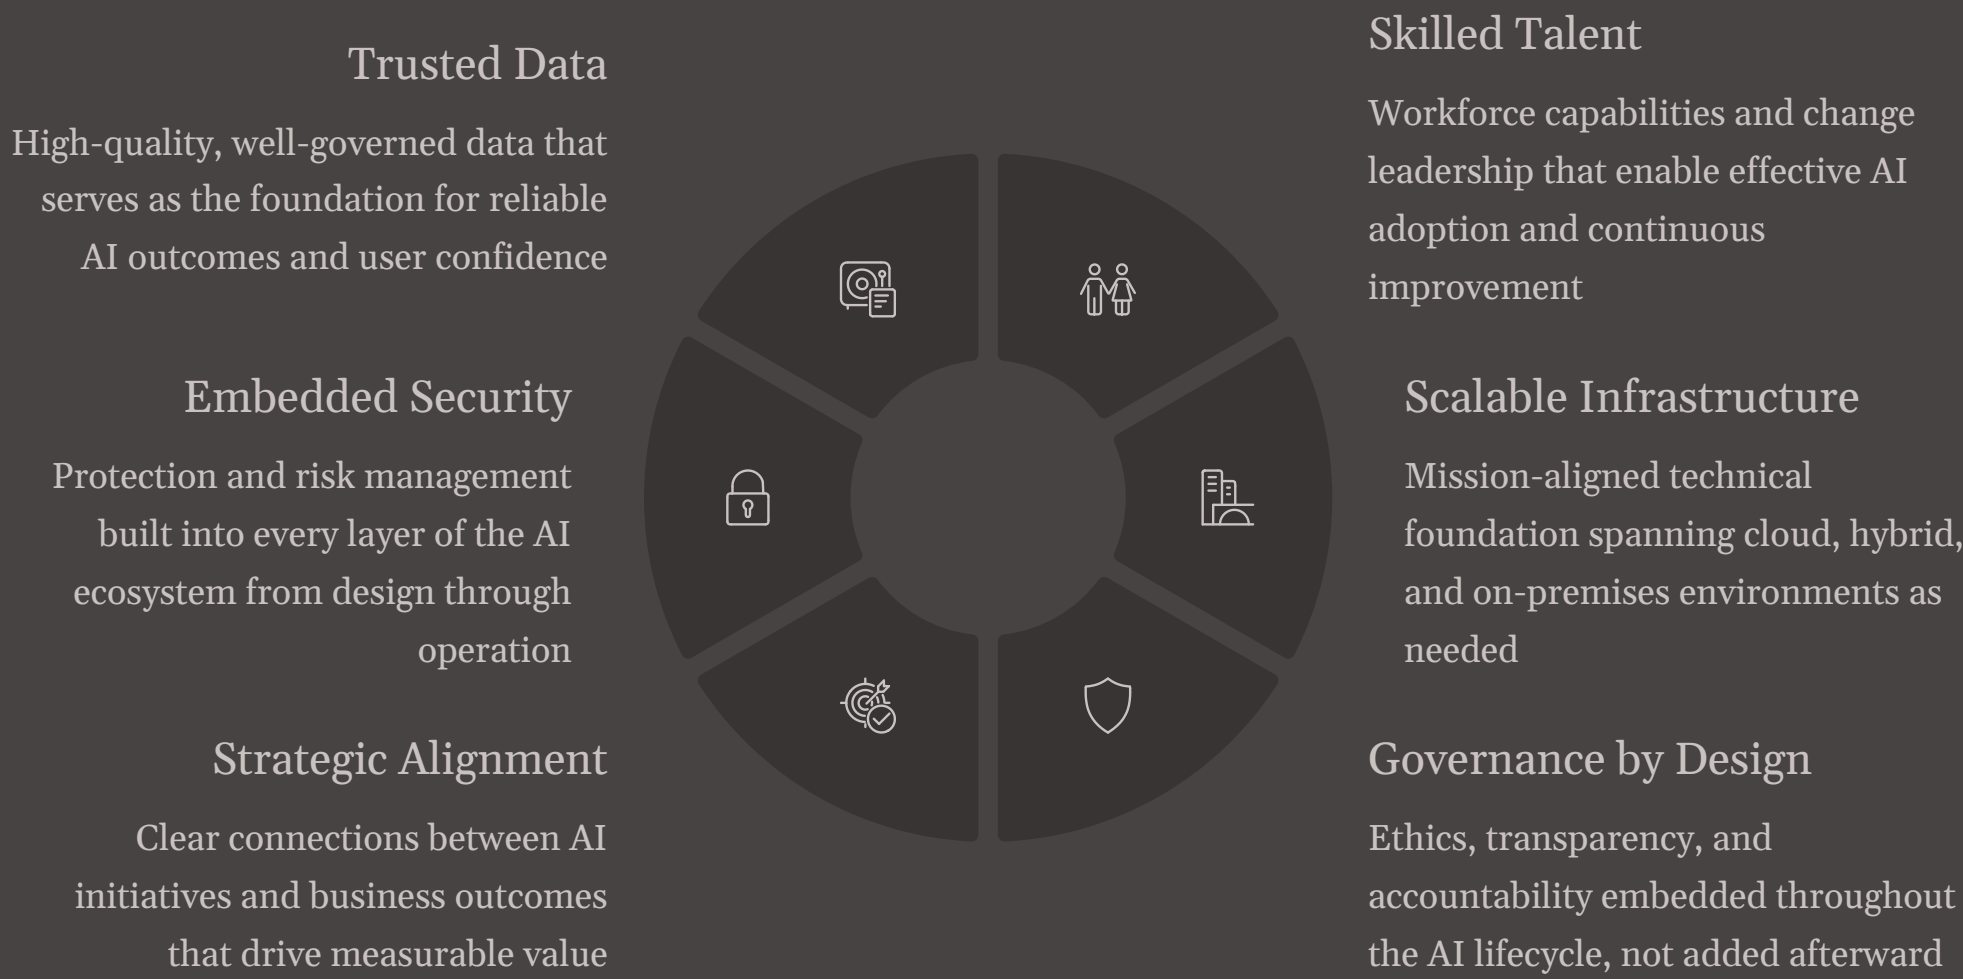 Trusted Data
High-quality, well-governed data that
serves as the foundation for reliable
AI outcomes and user confidence
Skilled Talent
Workforce capabilities and change
leadership that enable effective AI
adoption and continuous
improvement
Embedded Security
Protection and risk management
built into every layer of the AI
ecosystem from design through
operation
Scalable Infrastructure
Mission-aligned technical
foundation spanning cloud, hybrid,
and on-premises environments as
needed
Strategic Alignment
Clear connections between AI
initiatives and business outcomes
that drive measurable value
Governance by Design
Ethics, transparency, and
accountability embedded throughout
the AI lifecycle, not added afterward